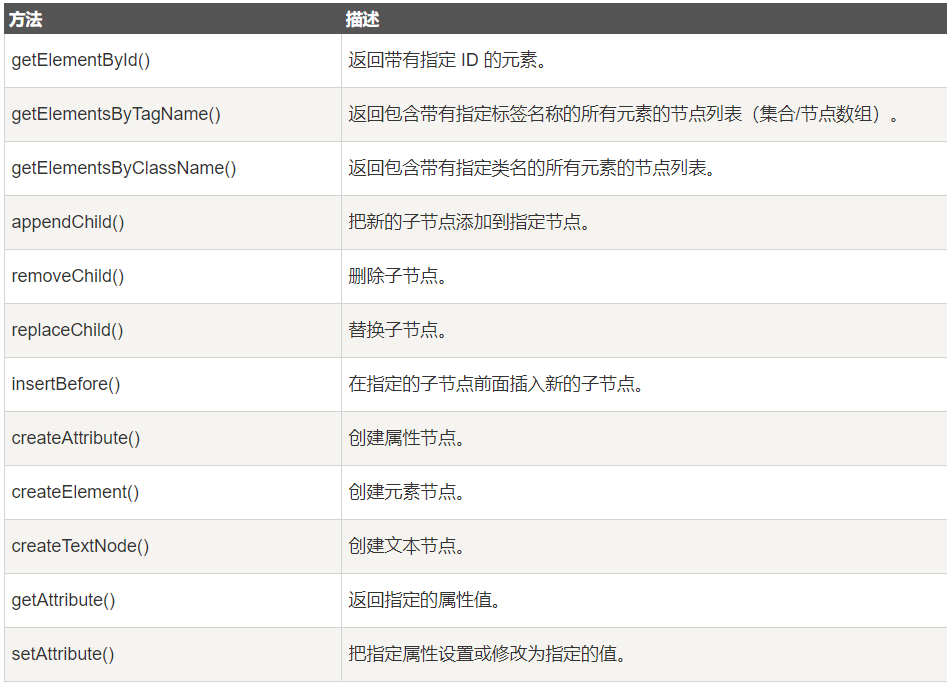 方法 描述
getElementById() 返回带有指定 ID 的元素。
getElementsByTagName() 返回包含带有指定标签名称的所有元素的节点列表（集合/节点数组）。
getElementsByClassName() 返回包含带有指定类名的所有元素的节点列表。
appendChild() 把新的子节点添加到指定节点。
removeChild() 删除子节点。
replaceChild() 替换子节点。
insertBefore() 在指定的子节点前面插入新的子节点。
createAttribute() 创建属性节点。
createElement() 创建元素节点。
createTextNode() 创建文本节点。
getAttribute() 返回指定的属性值。
setAttribute() 把指定属性设置或修改为指定的值。